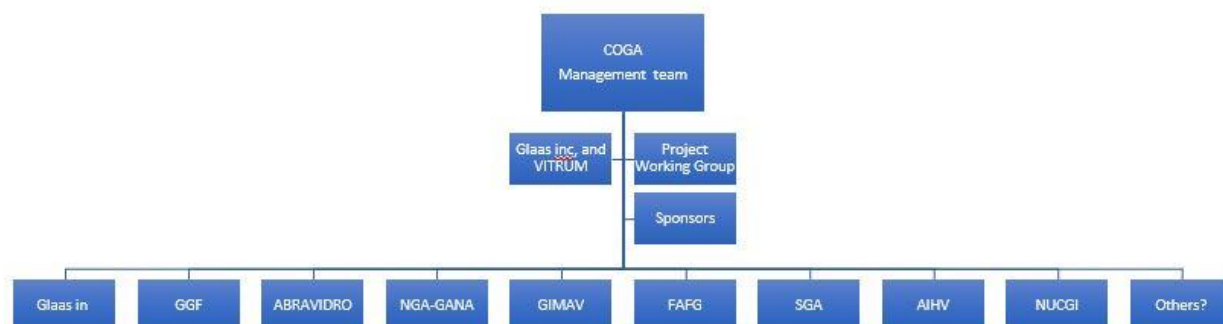 COGA
Management team
Glaas inc, and
VITRUM
Project
Working Group
Sponsors
Glaas in
GGF
ABRAVIDRO
NGA-GANA
GIMAV
FAFG
SGA
AIHV
NUCGI
Others?